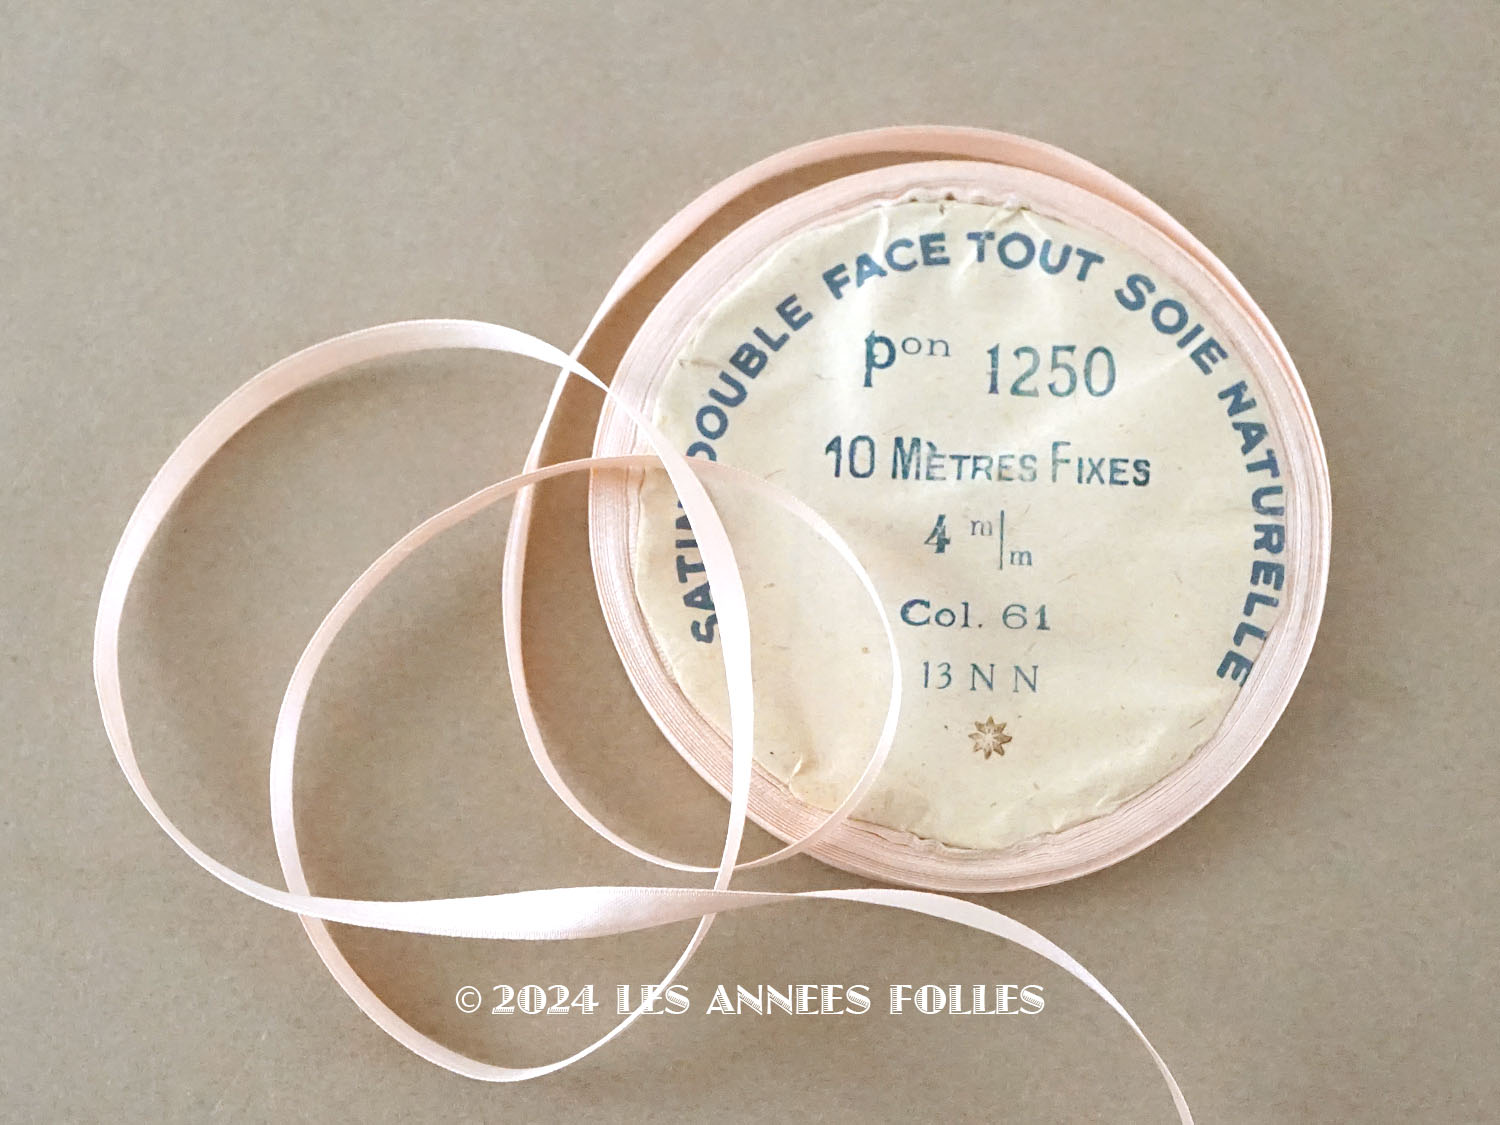 SATIN DOUBLE FACE TOUT SOIE NATURELLE
Pon 1250
10 MÈTRES FIXES
4 m/m
Col. 61
13 N N
© 2024 LES ANNEES FOLLES